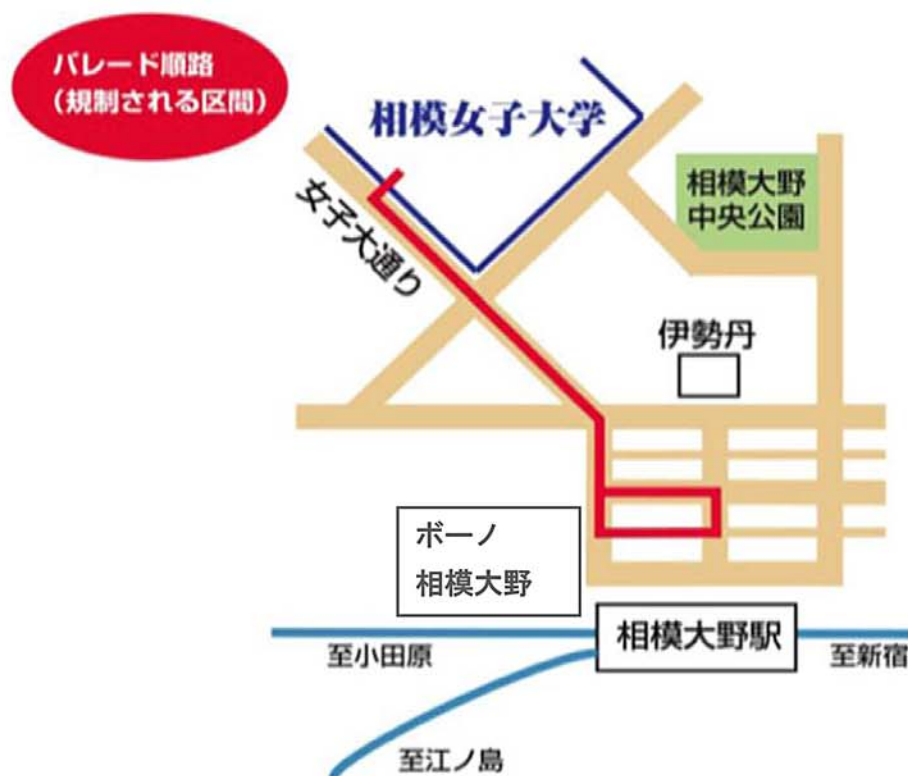 パレード順路
(規制される区間)
相模女子大学
女子大通り
相模大野
中央公園
伊勢丹
ボーノ
相模大野
相模大野駅
至小田原
至新宿
至江ノ島